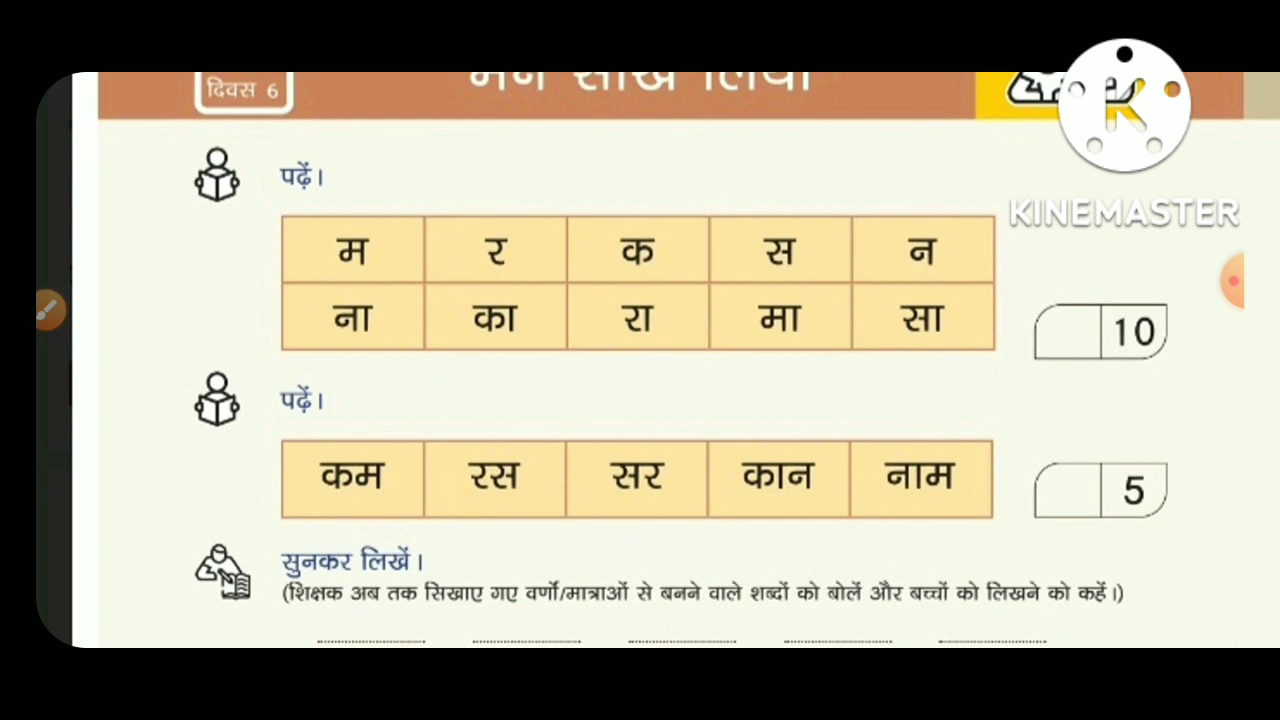 दिवस 6
मैंने सीख लिया
KINEMASTER
पढ़ें।
म र क स न
ना का रा मा सा
10
पढ़ें।
कम रस सर कान नाम
5
सुनकर लिखें।
(शिक्षक अब तक सिखाए गए वर्णों/मात्राओं से बनने वाले शब्दों को बोलें और बच्चों को लिखने को कहें।)